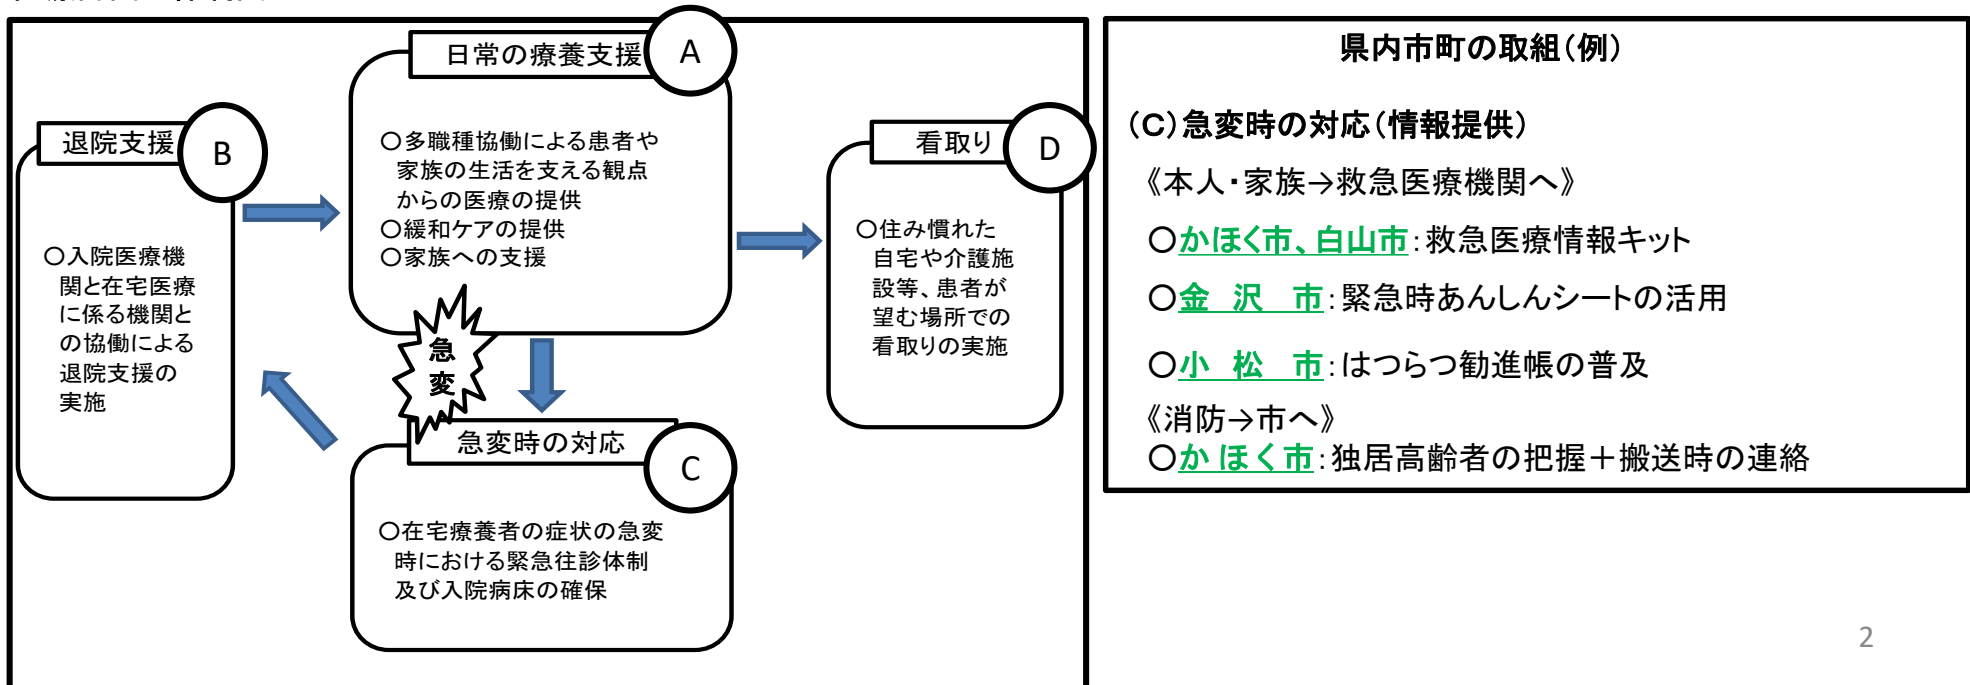 日常の療養支援
A
〇多職種協働による患者や
家族の生活を支える観点
からの医療の提供
〇緩和ケアの提供
〇家族への支援
退院支援
B
〇入院医療機
関と在宅医療
に係る機関と
の協働による
退院支援の
実施
看取り
D
〇住み慣れた
自宅や介護施
設等、患者が
望む場所での
看取りの実施
急
変
急変時の対応
C
〇在宅療養者の症状の急変
時における緊急往診体制
及び入院病床の確保
県内市町の取組(例)
(C)急変時の対応(情報提供)
《本人・家族→救急医療機関へ》
〇かほく市、白山市:救急医療情報キット
〇金 沢 市:緊急時あんしんシートの活用
〇小 松 市:はつらつ勧進帳の普及
《消防→市へ》
〇か ほ く 市:独居高齢者の把握+搬送時の連絡
2